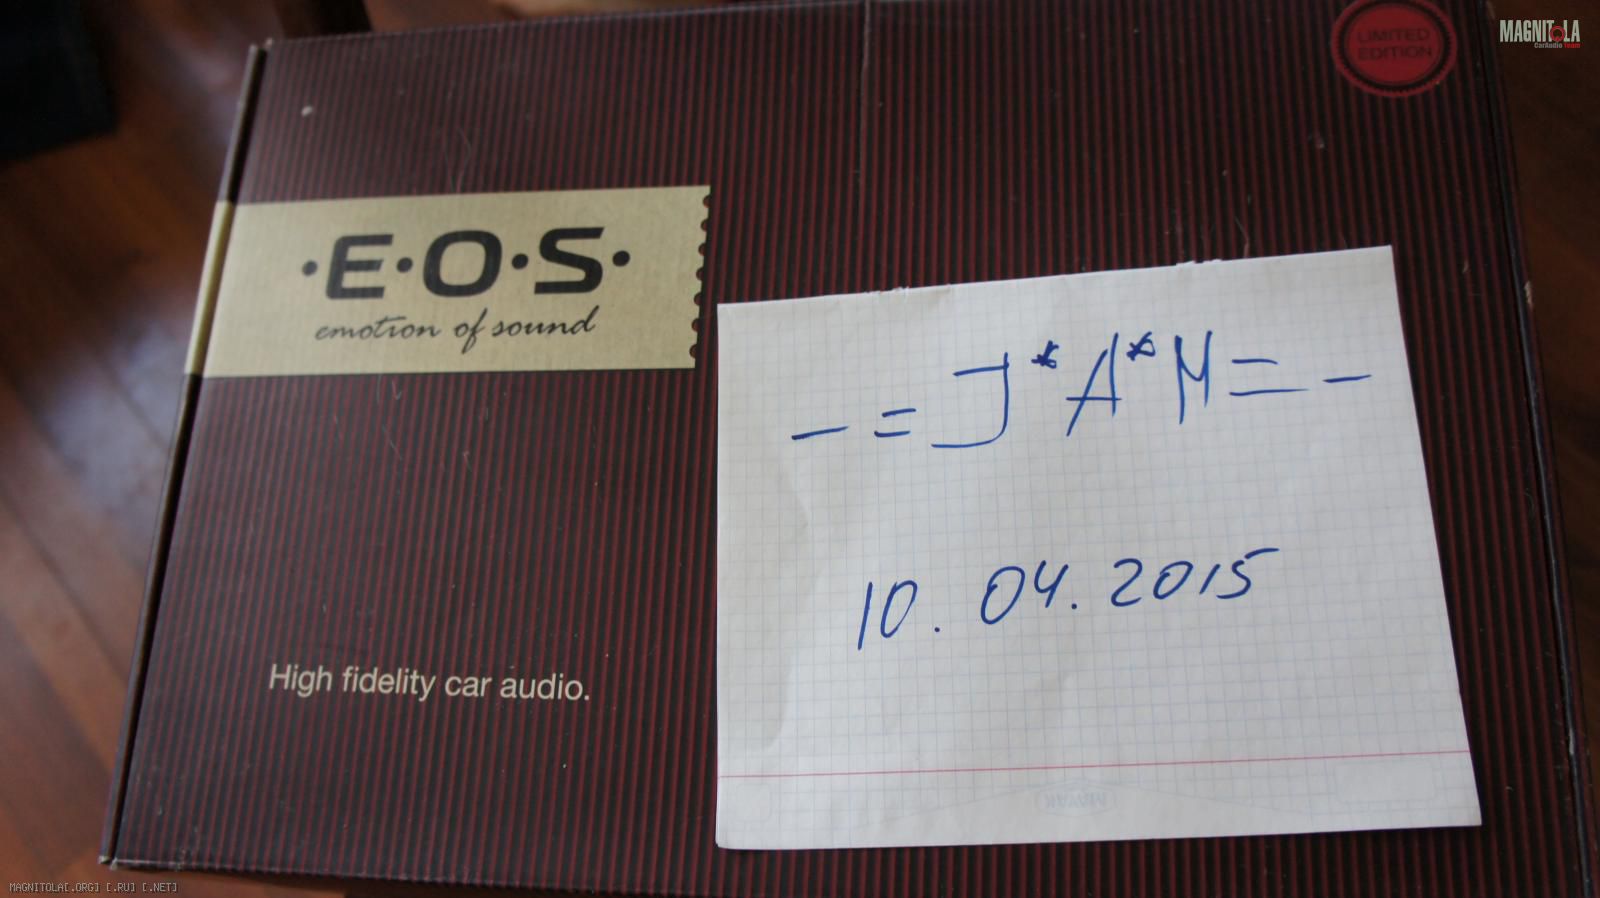 MAGNITOLA
CarAudio Team
LIMITED
EDITION
·E·O·S·
emotion of sound
-=J*A*M=-
10.04.2015
High fidelity car audio.
MAGNITOLA[.ORG] [.RU] [.NET]